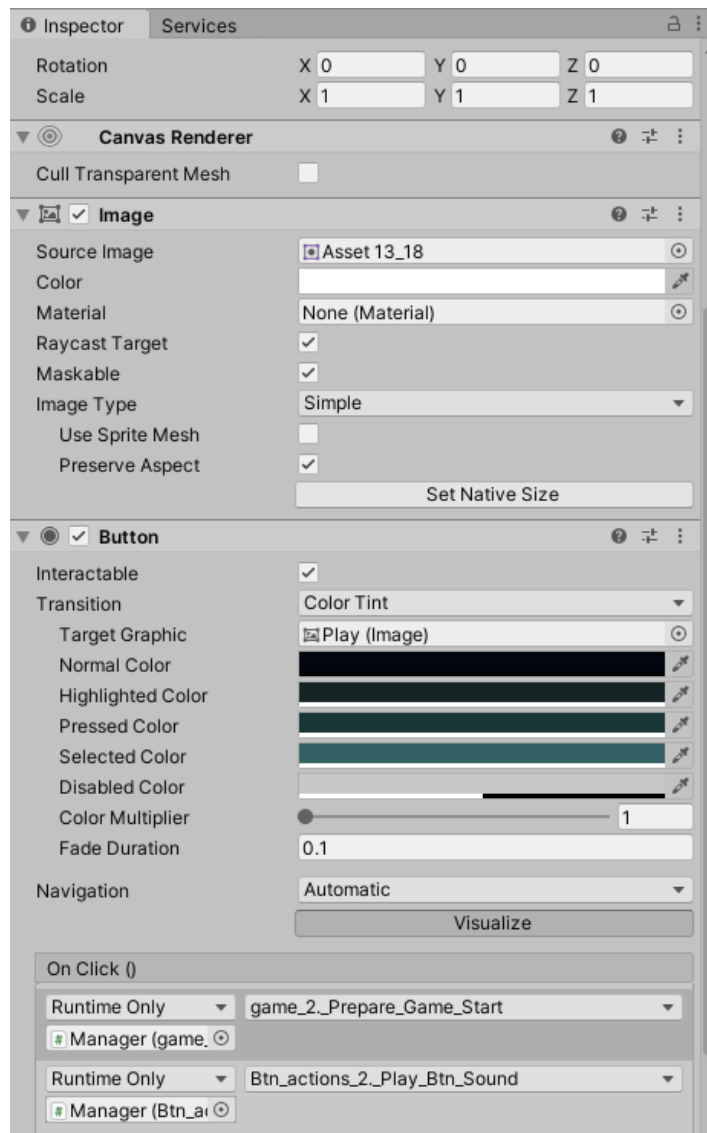 Inspector Services
Rotation X 0 Y 0 Z 0
Scale X 1 Y 1 Z 1
Canvas Renderer
Cull Transparent Mesh
Image
Source Image Asset 13_18
Color
Material None (Material)
Raycast Target
Maskable
Image Type Simple
Use Sprite Mesh
Preserve Aspect
Set Native Size
Button
Interactable
Transition Color Tint
Target Graphic Play (Image)
Normal Color
Highlighted Color
Pressed Color
Selected Color
Disabled Color
Color Multiplier 1
Fade Duration 0.1
Navigation Automatic
Visualize
On Click ()
Runtime Only game_2._Prepare_Game_Start
# Manager (game_
Runtime Only Btn_actions_2._Play_Btn_Sound
# Manager (Btn_a